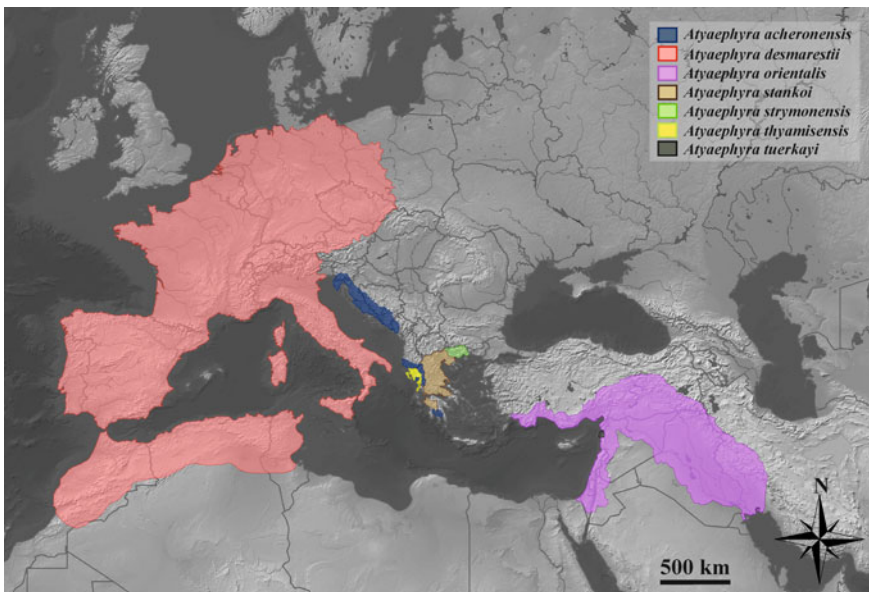 Atyaephyra acheronensis
Atyaephyra desmarestii
Atyaephyra orientalis
Atyaephyra stankoi
Atyaephyra strymonensis
Atyaephyra thyamisensis
Atyaephyra tuerkayi
N
500 km